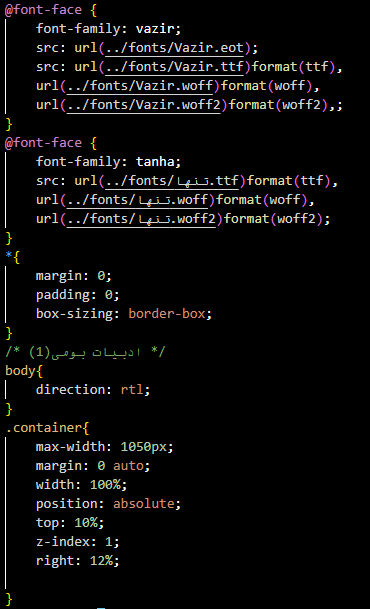 @font-face {
font-family: vazir;
src: url(../fonts/Vazir.eot);
src: url(../fonts/Vazir.ttf)format(ttf),
url(../fonts/Vazir.woff)format(woff),
url(../fonts/Vazir.woff2)format(woff2),;
}
@font-face {
font-family: tanha;
src: url(../fonts/تنها.ttf)format(ttf),
url(../fonts/تنها.woff)format(woff),
url(../fonts/تنها.woff2)format(woff2);
}
*{
margin: 0;
padding: 0;
box-sizing: border-box;
}
/* ادبیات بومی(1) */
body{
direction: rtl;
}
.container{
max-width: 1050px;
margin: 0 auto;
width: 100%;
position: absolute;
top: 10%;
z-index: 1;
right: 12%;
}